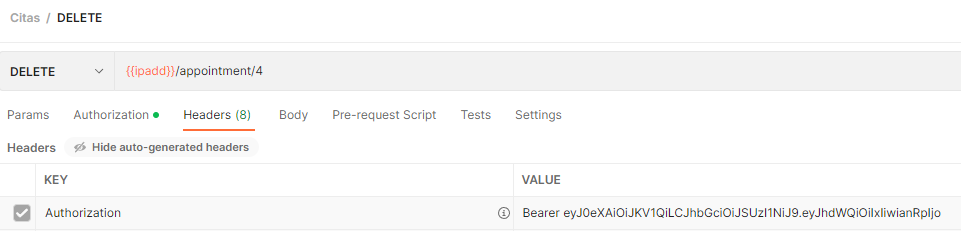 Citas / DELETE
DELETE {{ipadd}}/appointment/4
Params Authorization Headers (8) Body Pre-request Script Tests Settings
Headers Hide auto-generated headers
KEY VALUE
Authorization Bearer eyJ0eXAiOiJKV1QiLCJhbGciOiJSUzI1NiJ9.eyJhdWQiOiIxIiwianRpIjo